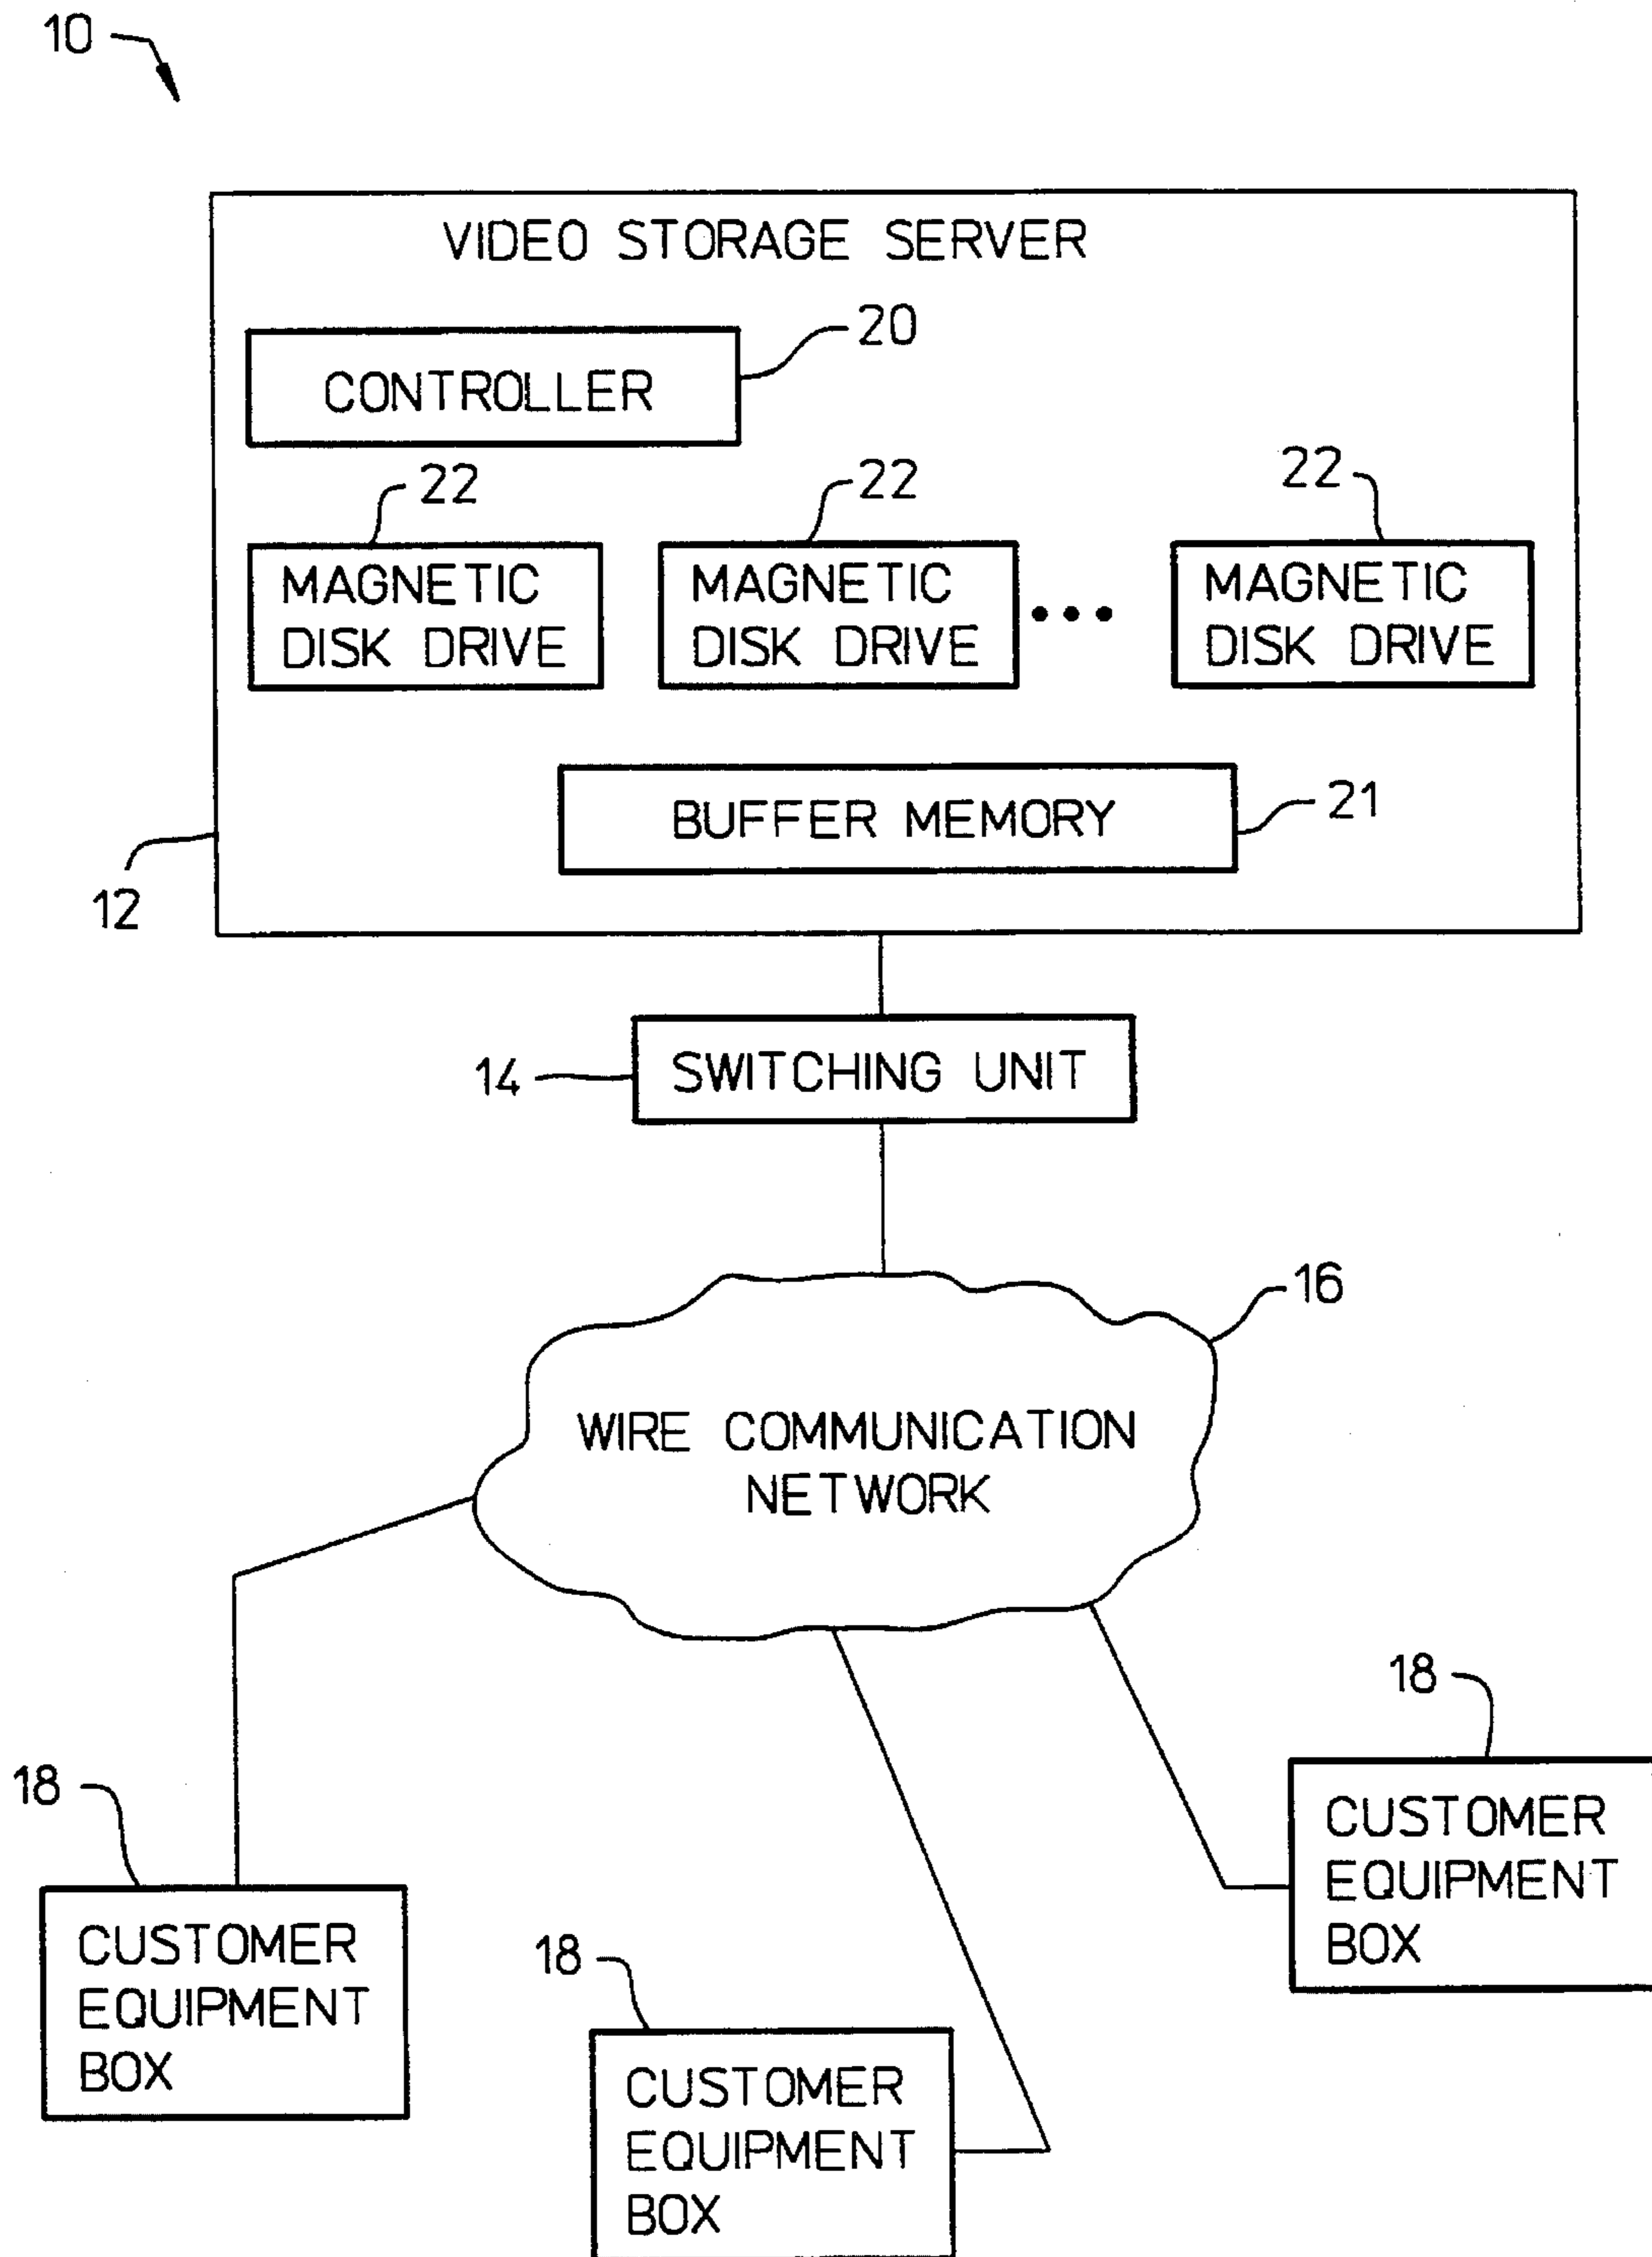 10
VIDEO STORAGE SERVER
20
CONTROLLER
22
22
22
MAGNETIC
DISK DRIVE
MAGNETIC
DISK DRIVE
MAGNETIC
DISK DRIVE
BUFFER MEMORY
21
12
14
SWITCHING UNIT
16
WIRE COMMUNICATION
NETWORK
18
CUSTOMER
EQUIPMENT
BOX
18
CUSTOMER
EQUIPMENT
BOX
18
CUSTOMER
EQUIPMENT
BOX